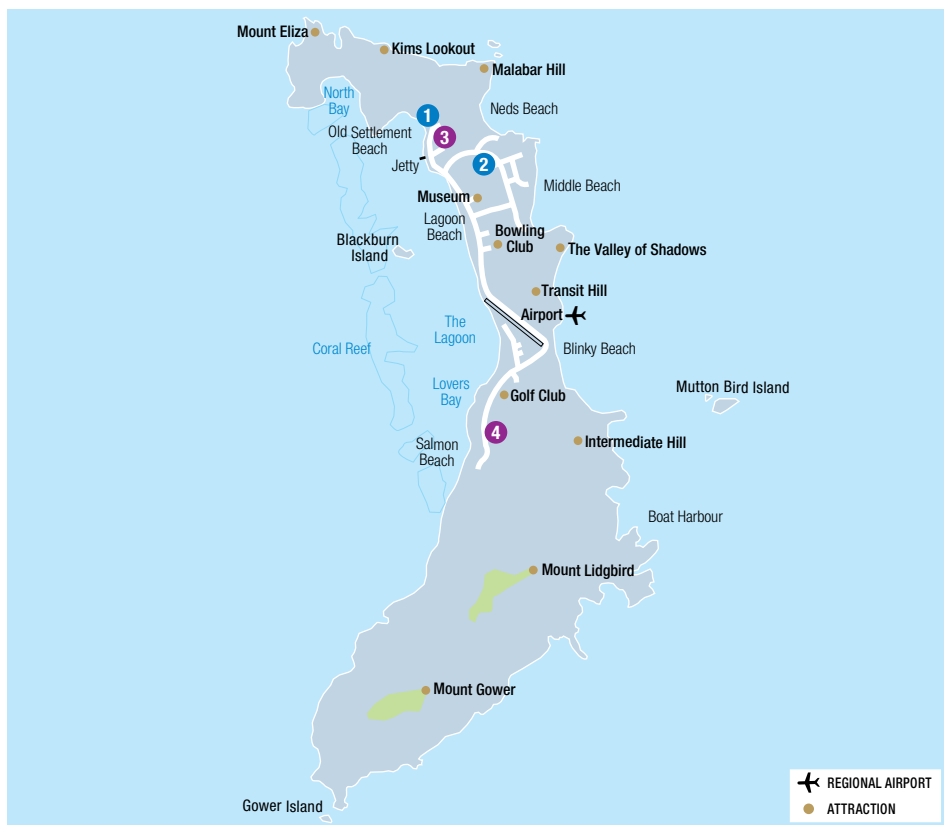 Mount Eliza
Kims Lookout
Malabar Hill
North
Bay
Neds Beach
1
Old Settlement
Beach
3
Jetty
2
Middle Beach
Museum
Lagoon
Beach
Bowling
Club
Blackburn
Island
The Valley of Shadows
Transit Hill
Airport
The
Lagoon
Coral Reef
Blinky Beach
Lovers
Bay
Golf Club
Mutton Bird Island
4
Salmon
Beach
Intermediate Hill
Boat Harbour
Mount Lidgbird
Mount Gower
Gower Island
REGIONAL AIRPORT
ATTRACTION